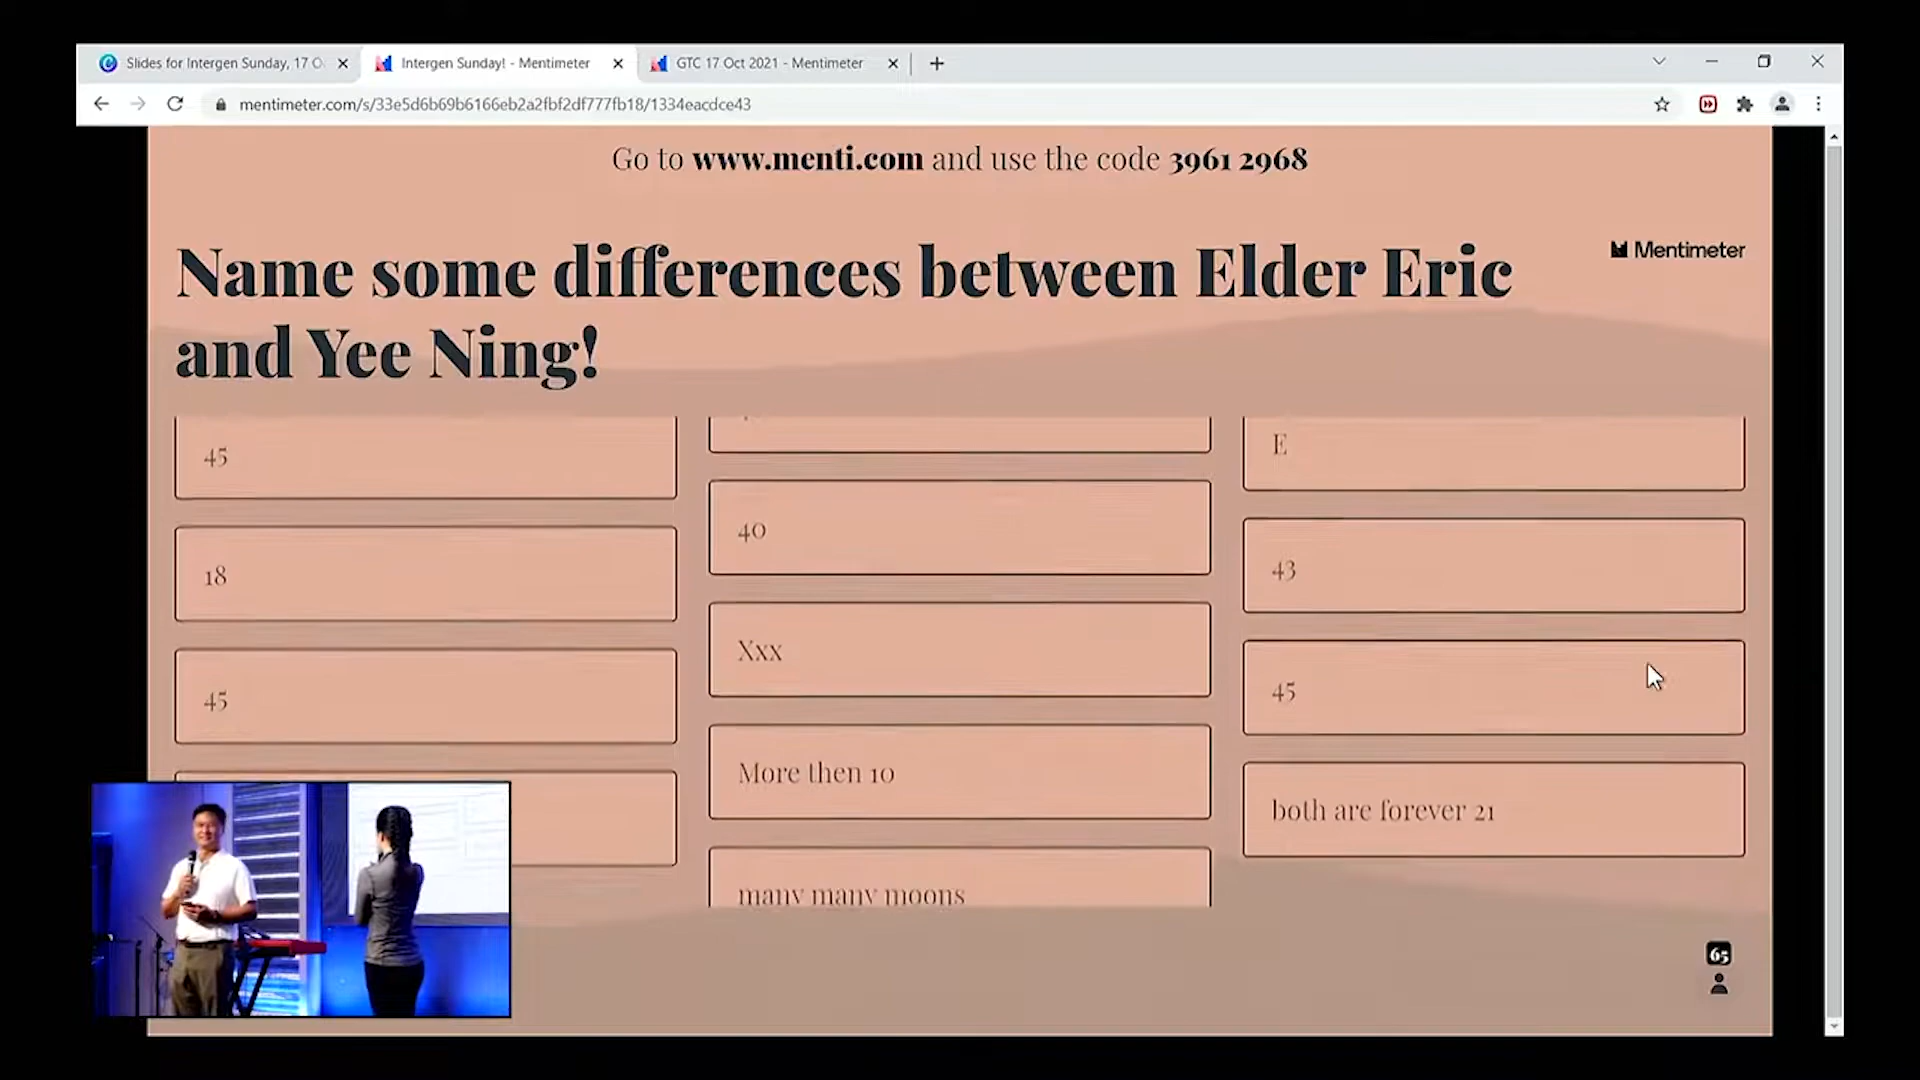 Slides for Intergen Sunday, 17 O
Intergen Sunday! - Mentimeter
GTC 17 Oct 2021 - Mentimeter
mentimeter.com/s/33e5d6b69b6166eb2a2fbf2df777fb18/1334eacdce43
Go to www.menti.com and use the code 3961 2968
Name some differences between Elder Eric
and Yee Ning!
Mentimeter
45
18
45
40
Xxx
More then 10
many many moons
E
43
45
both are forever 21
65